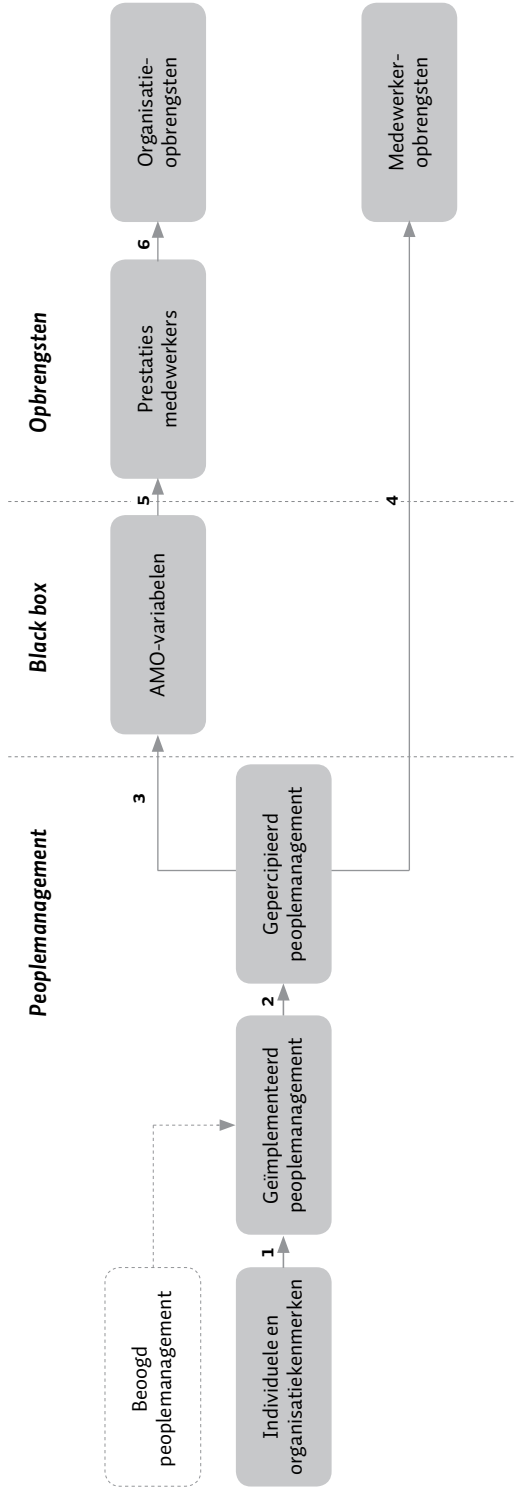 Peoplemanagement
Black box
Opbrengsten
Beoogd
peoplemanagement
Individuele en
organisatiekenmerken
1
Geïmplementeerd
peoplemanagement
2
Gepercipieerd
peoplemanagement
3
AMO-variabelen
5
Prestaties
medewerkers
6
Organisatie-
opbrengsten
4
Medewerker-
opbrengsten